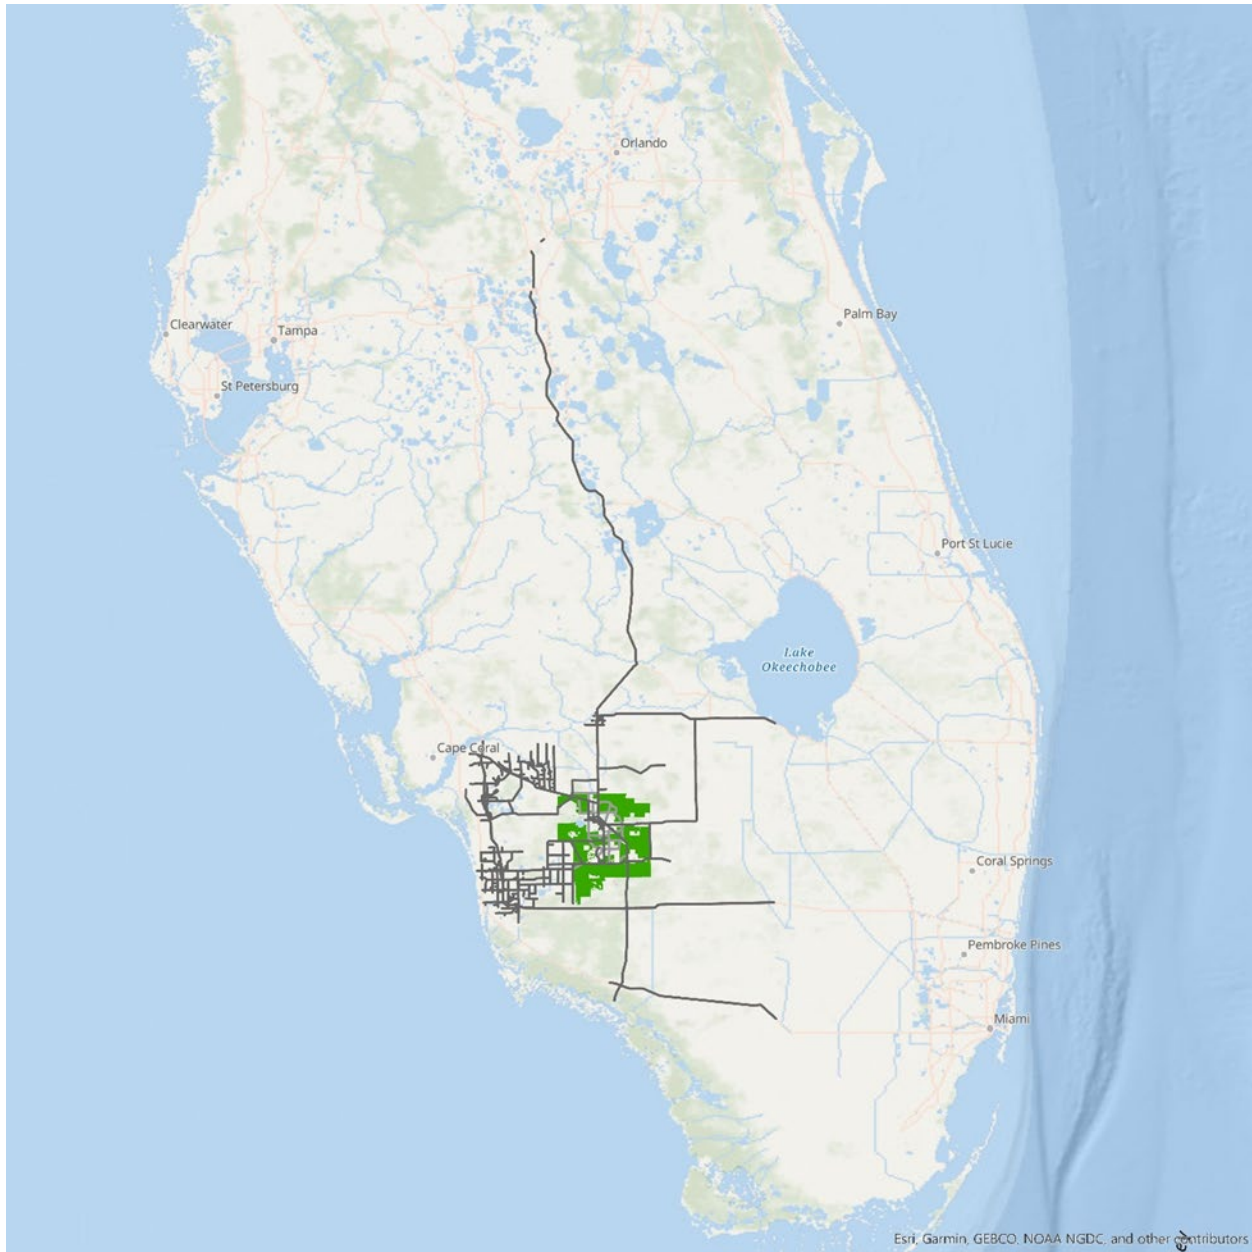 Orlando
Palm Bay
Clearwater
Tampa
St Petersburg
Port St Lucie
Lake
Okeechobee
Cape Coral
Coral Springs
Pembroke Pines
Miami
Esri, Garmin, GEBCO, NOAA NGDC, and other contributors